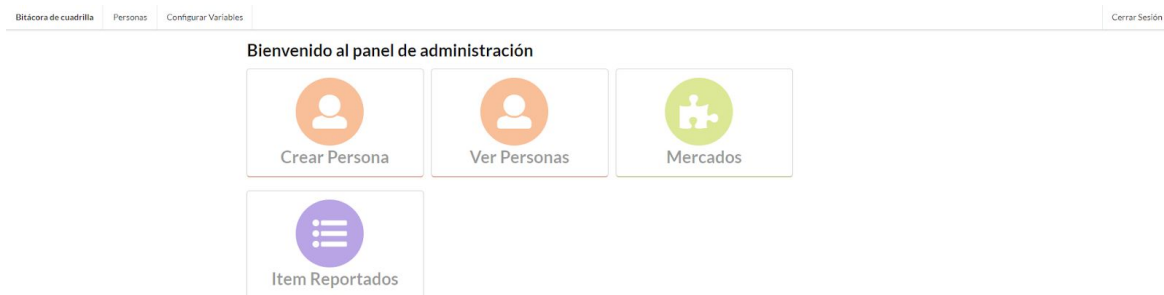 Bitácora de cuadrilla Personas Configurar Variables Cerrar Sesión
Bienvenido al panel de administración
Crear Persona Ver Personas Mercados
Item Reportados